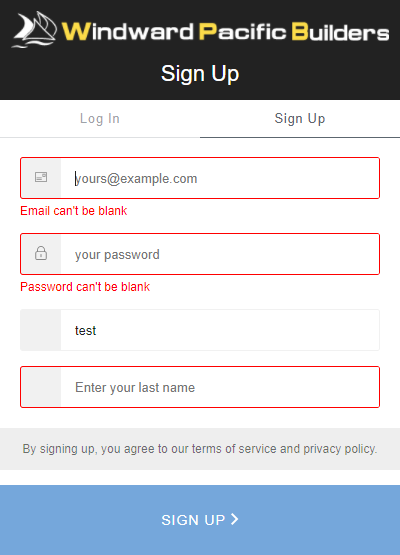 Windward Pacific Builders
Sign Up
Log In
Sign Up
yours@example.com
Email can't be blank
your password
Password can't be blank
test
Enter your last name
By signing up, you agree to our terms of service and privacy policy.
SIGN UP